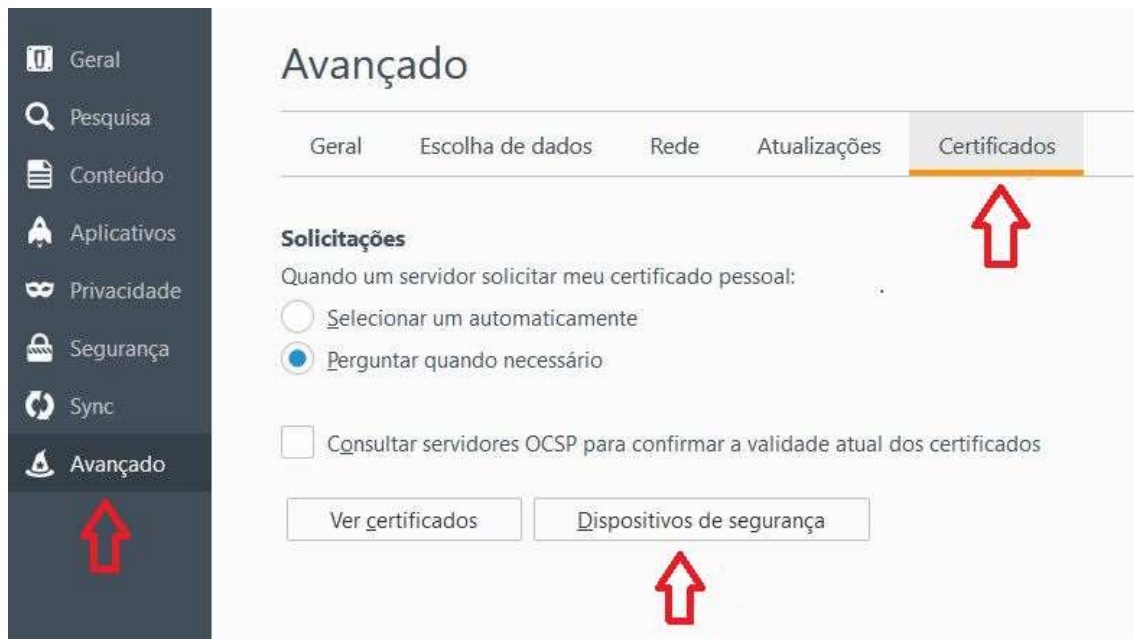 Geral
Pesquisa
Conteúdo
Aplicativos
Privacidade
Segurança
Sync
Avançado
Avançado
Geral Escolha de dados Rede Atualizações Certificados
Solicitações
Quando um servidor solicitar meu certificado pessoal:
Selecionar um automaticamente
Perguntar quando necessário
Consultar servidores OCSP para confirmar a validade atual dos certificados
Ver certificados Dispositivos de segurança